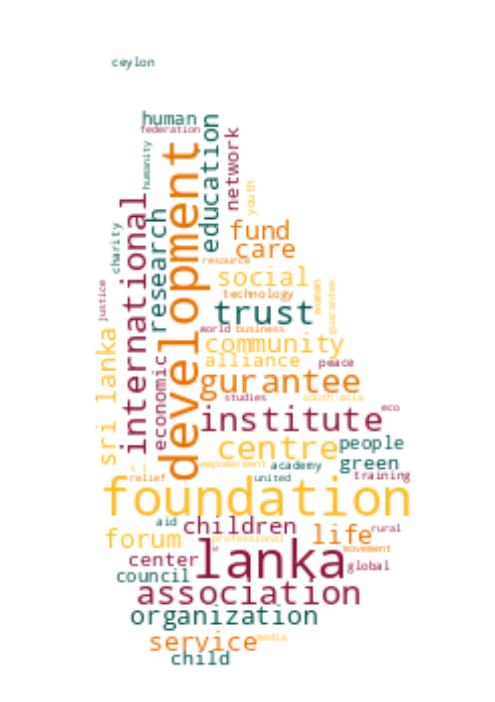 ceylon
human
federation
education
network
humanity
development
international
research
youth
fund
care
charity
resource
social
technology
justice
women
guarantee
trust
world
business
sri lanka
community
alliance
peace
economic
gurantee
studies
south asia
institute
eco
centre
people
green
empowerment
academy
s l
relief
united
training
foundation
aid
children
life
rural
forum
professional
movement
lanka
center
global
council
association
organization
service
media
child